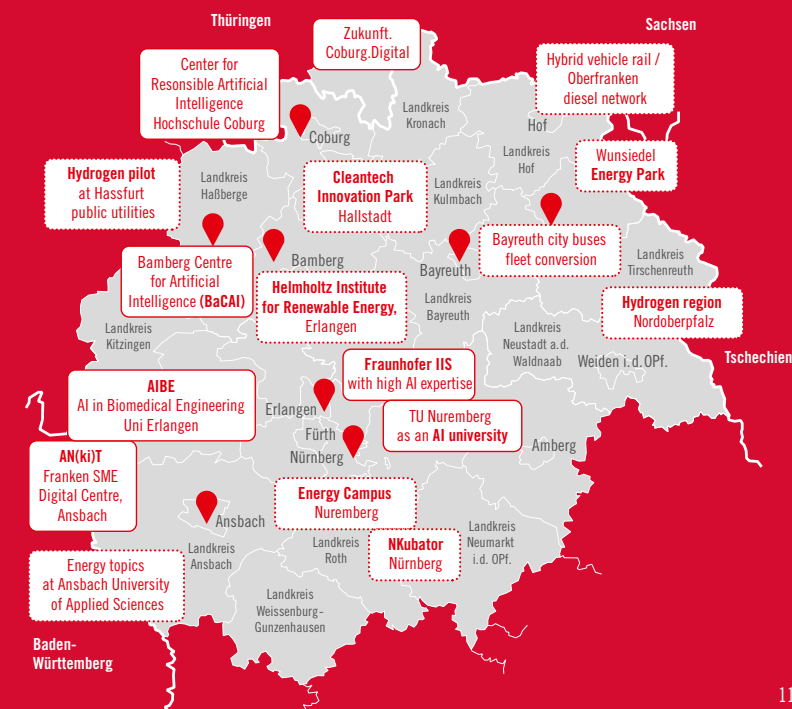 Thüringen
Sachsen
Zukunft.
Coburg.Digital
Center for
Resonsible Artificial
Intelligence
Hochschule Coburg
Hybrid vehicle rail /
Oberfranken
diesel network
Landkreis
Kronach
Hof
Coburg
Landkreis
Hof
Wunsiedel
Energy Park
Hydrogen pilot
at Hassfurt
public utilities
Landkreis
Haßberge
Cleantech
Innovation Park
Hallstadt
Landkreis
Kulmbach
Bayreuth city buses
fleet conversion
Bamberg
Bayreuth
Landkreis
Tirschenreuth
Bamberg Centre
for Artificial
Intelligence (BaCAI)
Helmholtz Institute
for Renewable Energy,
Erlangen
Landkreis
Bayreuth
Hydrogen region
Nordoberpfalz
Landkreis
Kitzingen
Landkreis
Neustadt a.d.
Waldnaab
Weiden i.d.OPf.
Tschechien
Fraunhofer IIS
with high AI expertise
AIBE
AI in Biomedical Engineering
Uni Erlangen
Erlangen
TU Nuremberg
as an AI university
Fürth
Nürnberg
Amberg
AN(ki)T
Franken SME
Digital Centre,
Ansbach
Energy Campus
Nuremberg
Ansbach
Landkreis
Ansbach
Landkreis
Roth
NKubator
Nürnberg
Landkreis
Neumarkt
i.d. OPf.
Energy topics
at Ansbach University
of Applied Sciences
Landkreis
Weissenburg-
Gunzenhausen
Baden-
Württemberg
11